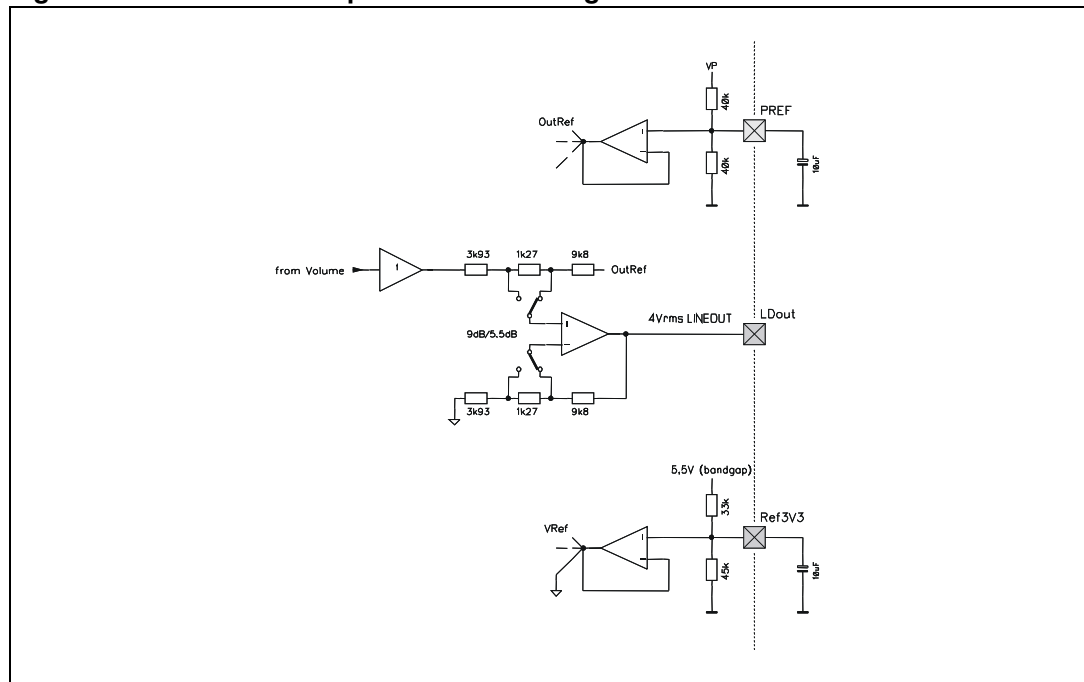 VP
40k
PREF
OutRef
40k
10uF
from Volume
1
3k93
1k27
9k8
OutRef
9dB/5.5dB
4Vrms LINEOUT
LDout
3k93
1k27
9k8
5,5V (bandgap)
33k
Ref3V3
VRef
45k
10uF